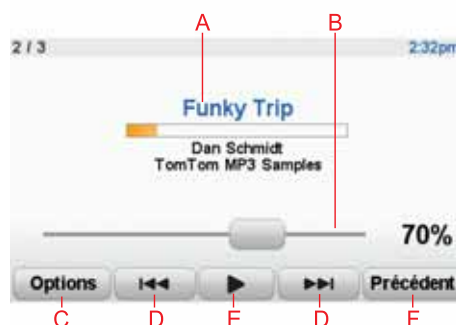 A B
2 / 3 2:32pm
Funky Trip
Dan Schmidt
TomTom MP3 Samples
70%
Options Précédent
C D E D F